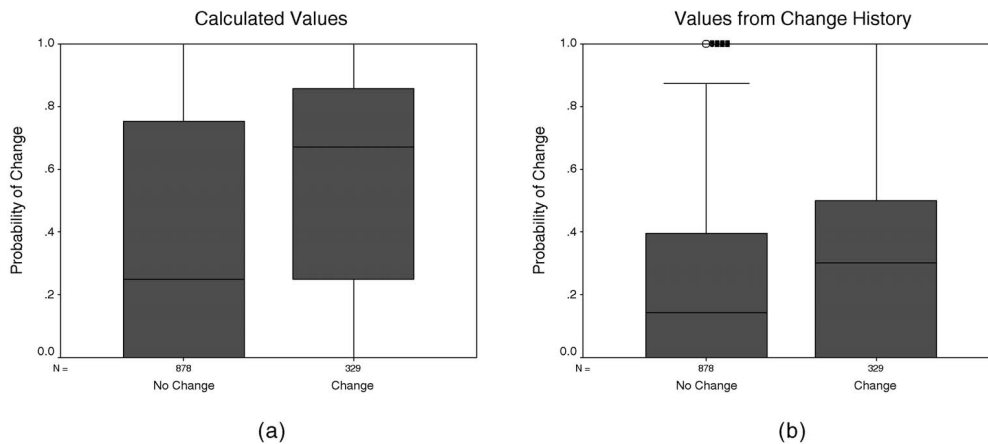 Calculated Values
Probability of Change
1.0
.8
.6
.4
.2
0.0
N =
878
329
No Change
Change
(a)
Values from Change History
Probability of Change
1.0
.8
.6
.4
.2
0.0
N =
878
329
No Change
Change
(b)